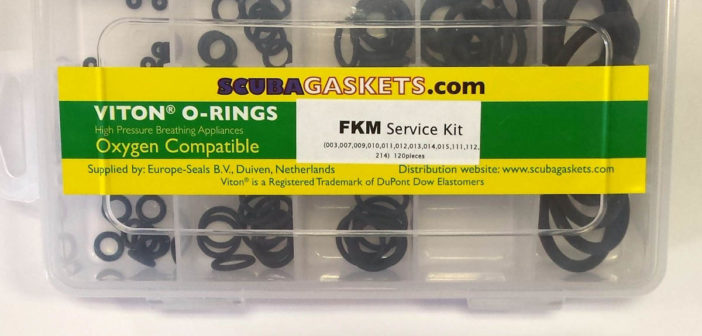 SCUBAGASKETS.com
VITON® O-RINGS
High Pressure Breathing Appliances
Oxygen Compatible
FKM Service Kit
(003,007,009,010,011,012,013,014,015,111,112,
214) 120pieces
Supplied by: Europe-Seals B.V., Duiven, Netherlands
Distribution website: www.scubagaskets.com
Viton® is a Registered Trademark of DuPont Dow Elastomers